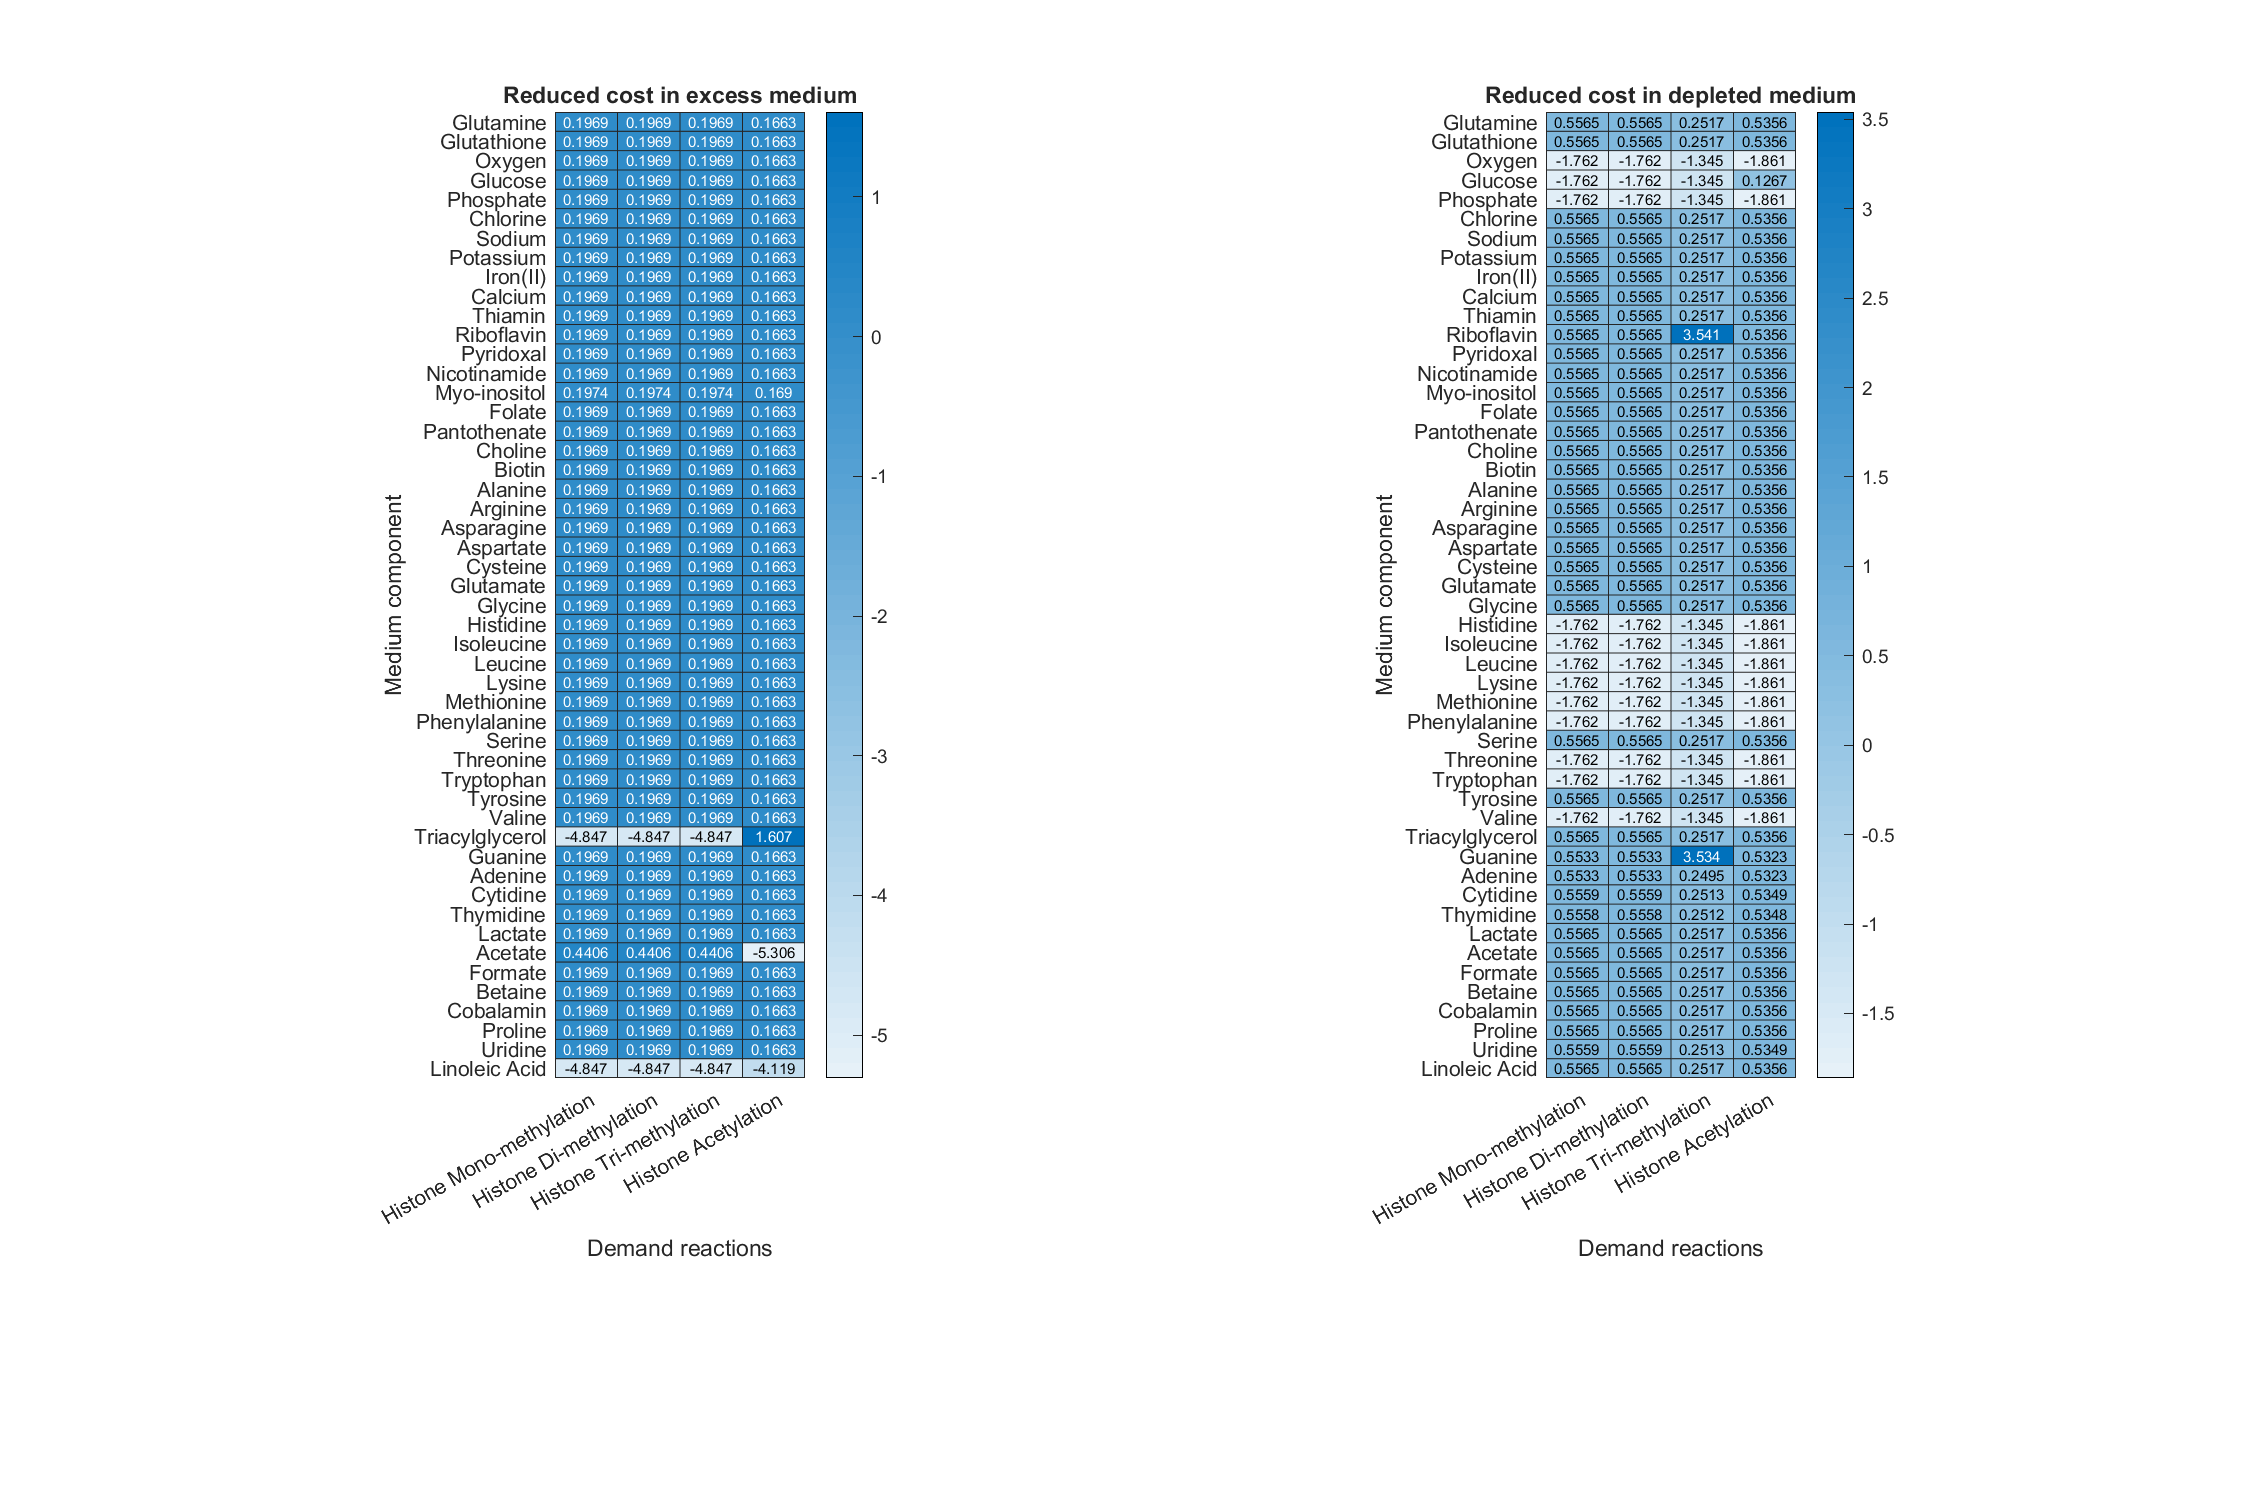 Reduced cost in excess medium
Glutamine 0.1969 0.1969 0.1969 0.1663
Glutathione 0.1969 0.1969 0.1969 0.1663
Oxygen 0.1969 0.1969 0.1969 0.1663
Glucose 0.1969 0.1969 0.1969 0.1663
Phosphate 0.1969 0.1969 0.1969 0.1663
Chlorine 0.1969 0.1969 0.1969 0.1663
Sodium 0.1969 0.1969 0.1969 0.1663
Potassium 0.1969 0.1969 0.1969 0.1663
Iron(II) 0.1969 0.1969 0.1969 0.1663
Calcium 0.1969 0.1969 0.1969 0.1663
Thiamin 0.1969 0.1969 0.1969 0.1663
Riboflavin 0.1969 0.1969 0.1969 0.1663
Pyridoxal 0.1969 0.1969 0.1969 0.1663
Nicotinamide 0.1969 0.1969 0.1969 0.1663
Myo-inositol 0.1974 0.1974 0.1974 0.169
Folate 0.1969 0.1969 0.1969 0.1663
Pantothenate 0.1969 0.1969 0.1969 0.1663
Choline 0.1969 0.1969 0.1969 0.1663
Biotin 0.1969 0.1969 0.1969 0.1663
Alanine 0.1969 0.1969 0.1969 0.1663
Arginine 0.1969 0.1969 0.1969 0.1663
Asparagine 0.1969 0.1969 0.1969 0.1663
Aspartate 0.1969 0.1969 0.1969 0.1663
Cysteine 0.1969 0.1969 0.1969 0.1663
Glutamate 0.1969 0.1969 0.1969 0.1663
Glycine 0.1969 0.1969 0.1969 0.1663
Histidine 0.1969 0.1969 0.1969 0.1663
Isoleucine 0.1969 0.1969 0.1969 0.1663
Leucine 0.1969 0.1969 0.1969 0.1663
Lysine 0.1969 0.1969 0.1969 0.1663
Methionine 0.1969 0.1969 0.1969 0.1663
Phenylalanine 0.1969 0.1969 0.1969 0.1663
Serine 0.1969 0.1969 0.1969 0.1663
Threonine 0.1969 0.1969 0.1969 0.1663
Tryptophan 0.1969 0.1969 0.1969 0.1663
Tyrosine 0.1969 0.1969 0.1969 0.1663
Valine 0.1969 0.1969 0.1969 0.1663
Triacylglycerol -4.847 -4.847 -4.847 1.607
Guanine 0.1969 0.1969 0.1969 0.1663
Adenine 0.1969 0.1969 0.1969 0.1663
Cytidine 0.1969 0.1969 0.1969 0.1663
Thymidine 0.1969 0.1969 0.1969 0.1663
Lactate 0.1969 0.1969 0.1969 0.1663
Acetate 0.4406 0.4406 0.4406 -5.306
Formate 0.1969 0.1969 0.1969 0.1663
Betaine 0.1969 0.1969 0.1969 0.1663
Cobalamin 0.1969 0.1969 0.1969 0.1663
Proline 0.1969 0.1969 0.1969 0.1663
Uridine 0.1969 0.1969 0.1969 0.1663
Linoleic Acid -4.847 -4.847 -4.847 -4.119
Medium component
1
0
-1
-2
-3
-4
-5
Histone Mono-methylation
Histone Di-methylation
Histone Tri-methylation
Histone Acetylation
Demand reactions
Reduced cost in depleted medium
Glutamine 0.5565 0.5565 0.2517 0.5356
Glutathione 0.5565 0.5565 0.2517 0.5356
Oxygen -1.762 -1.762 -1.345 -1.861
Glucose -1.762 -1.762 -1.345 0.1267
Phosphate -1.762 -1.762 -1.345 -1.861
Chlorine 0.5565 0.5565 0.2517 0.5356
Sodium 0.5565 0.5565 0.2517 0.5356
Potassium 0.5565 0.5565 0.2517 0.5356
Iron(II) 0.5565 0.5565 0.2517 0.5356
Calcium 0.5565 0.5565 0.2517 0.5356
Thiamin 0.5565 0.5565 0.2517 0.5356
Riboflavin 0.5565 0.5565 3.541 0.5356
Pyridoxal 0.5565 0.5565 0.2517 0.5356
Nicotinamide 0.5565 0.5565 0.2517 0.5356
Myo-inositol 0.5565 0.5565 0.2517 0.5356
Folate 0.5565 0.5565 0.2517 0.5356
Pantothenate 0.5565 0.5565 0.2517 0.5356
Choline 0.5565 0.5565 0.2517 0.5356
Biotin 0.5565 0.5565 0.2517 0.5356
Alanine 0.5565 0.5565 0.2517 0.5356
Arginine 0.5565 0.5565 0.2517 0.5356
Asparagine 0.5565 0.5565 0.2517 0.5356
Aspartate 0.5565 0.5565 0.2517 0.5356
Cysteine 0.5565 0.5565 0.2517 0.5356
Glutamate 0.5565 0.5565 0.2517 0.5356
Glycine 0.5565 0.5565 0.2517 0.5356
Histidine -1.762 -1.762 -1.345 -1.861
Isoleucine -1.762 -1.762 -1.345 -1.861
Leucine -1.762 -1.762 -1.345 -1.861
Lysine -1.762 -1.762 -1.345 -1.861
Methionine -1.762 -1.762 -1.345 -1.861
Phenylalanine -1.762 -1.762 -1.345 -1.861
Serine 0.5565 0.5565 0.2517 0.5356
Threonine -1.762 -1.762 -1.345 -1.861
Tryptophan -1.762 -1.762 -1.345 -1.861
Tyrosine 0.5565 0.5565 0.2517 0.5356
Valine -1.762 -1.762 -1.345 -1.861
Triacylglycerol 0.5565 0.5565 0.2517 0.5356
Guanine 0.5533 0.5533 3.534 0.5323
Adenine 0.5533 0.5533 0.2495 0.5323
Cytidine 0.5559 0.5559 0.2513 0.5349
Thymidine 0.5558 0.5558 0.2512 0.5348
Lactate 0.5565 0.5565 0.2517 0.5356
Acetate 0.5565 0.5565 0.2517 0.5356
Formate 0.5565 0.5565 0.2517 0.5356
Betaine 0.5565 0.5565 0.2517 0.5356
Cobalamin 0.5565 0.5565 0.2517 0.5356
Proline 0.5565 0.5565 0.2517 0.5356
Uridine 0.5559 0.5559 0.2513 0.5349
Linoleic Acid 0.5565 0.5565 0.2517 0.5356
Medium component
3.5
3
2.5
2
1.5
1
0.5
0
-0.5
-1
-1.5
Histone Mono-methylation
Histone Di-methylation
Histone Tri-methylation
Histone Acetylation
Demand reactions